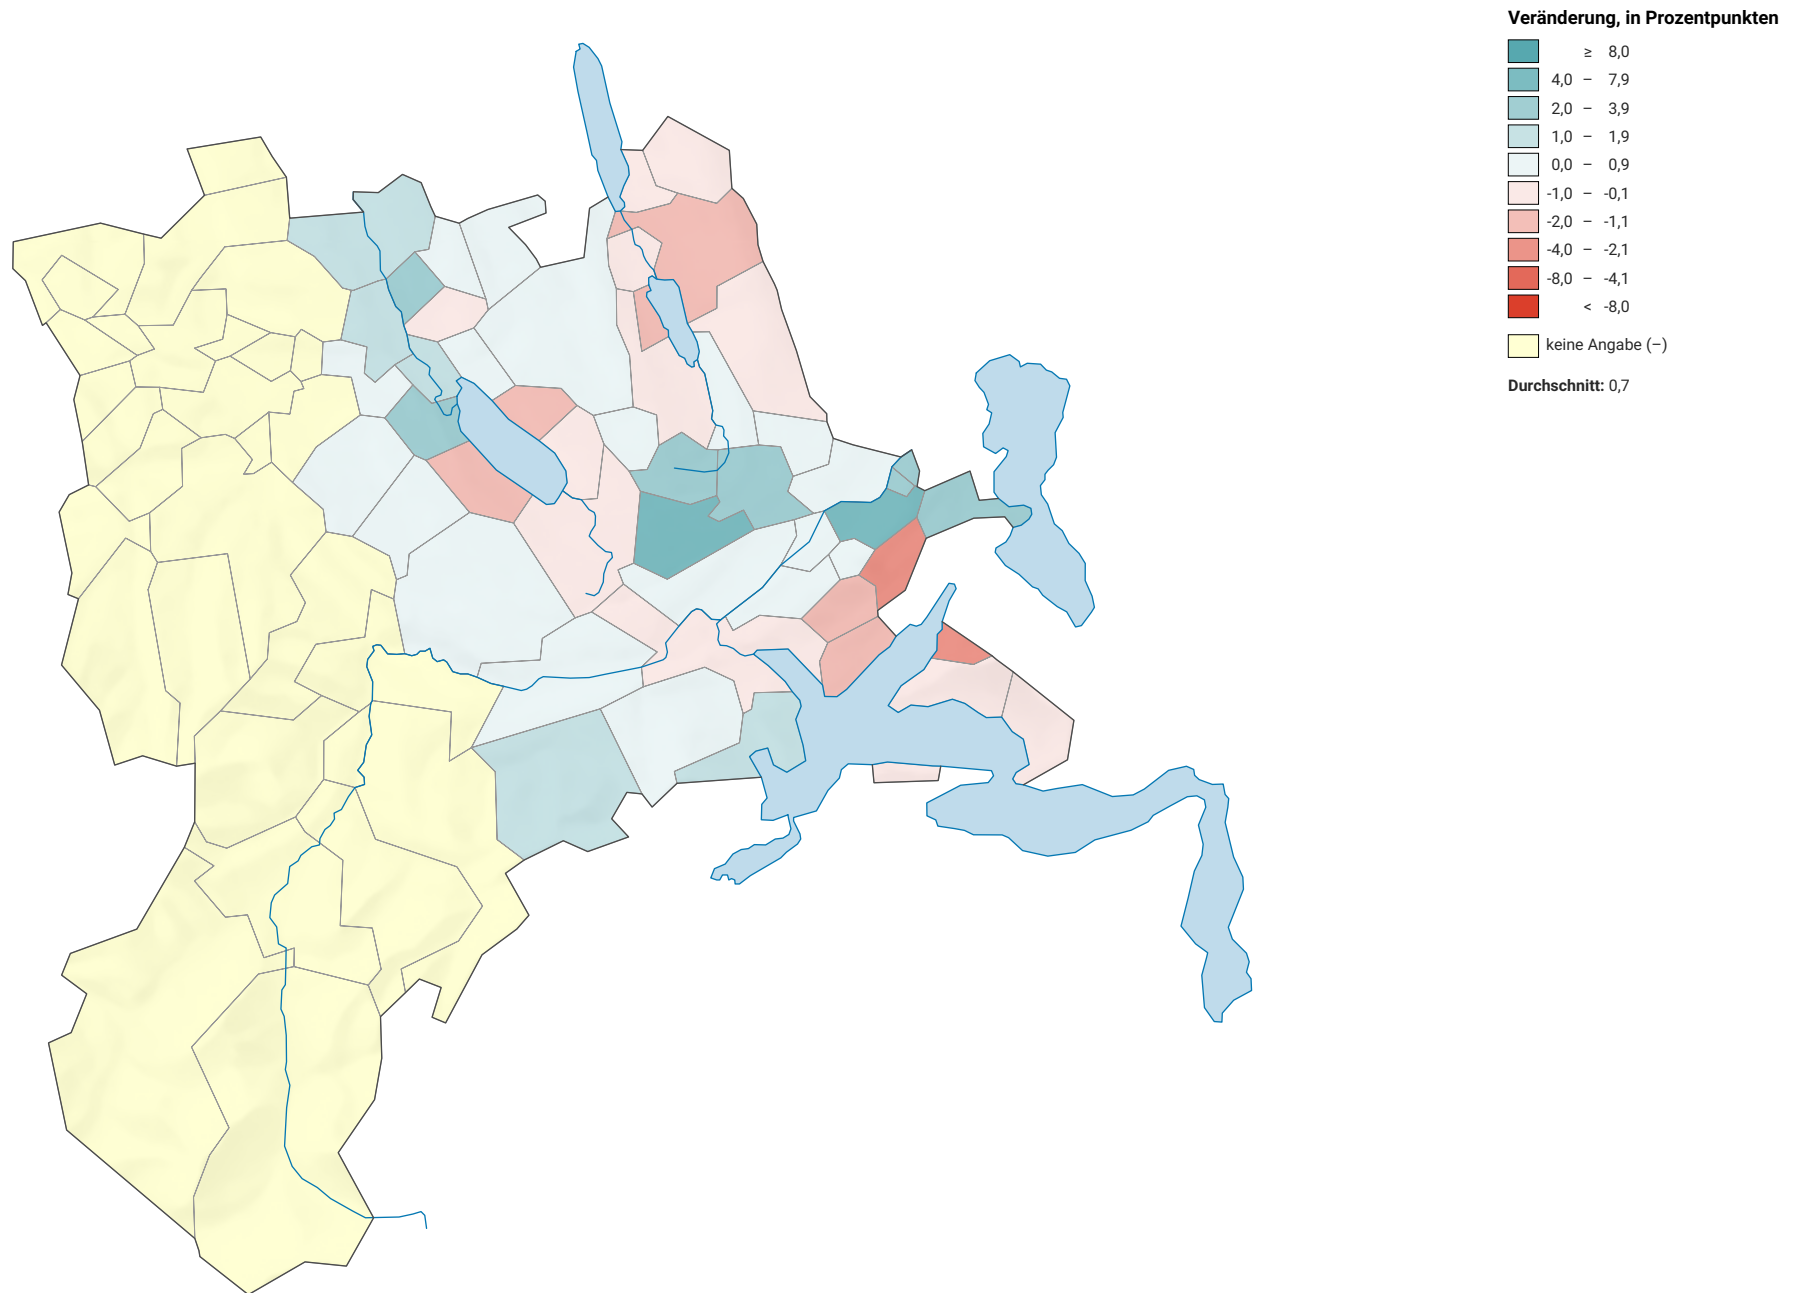 Veränderung, in Prozentpunkten
≥ 8,0
4,0 – 7,9
2,0 – 3,9
1,0 – 1,9
0,0 – 0,9
-1,0 – -0,1
-2,0 – -1,1
-4,0 – -2,1
-8,0 – -4,1
< -8,0
keine Angabe (–)
Durchschnitt: 0,7